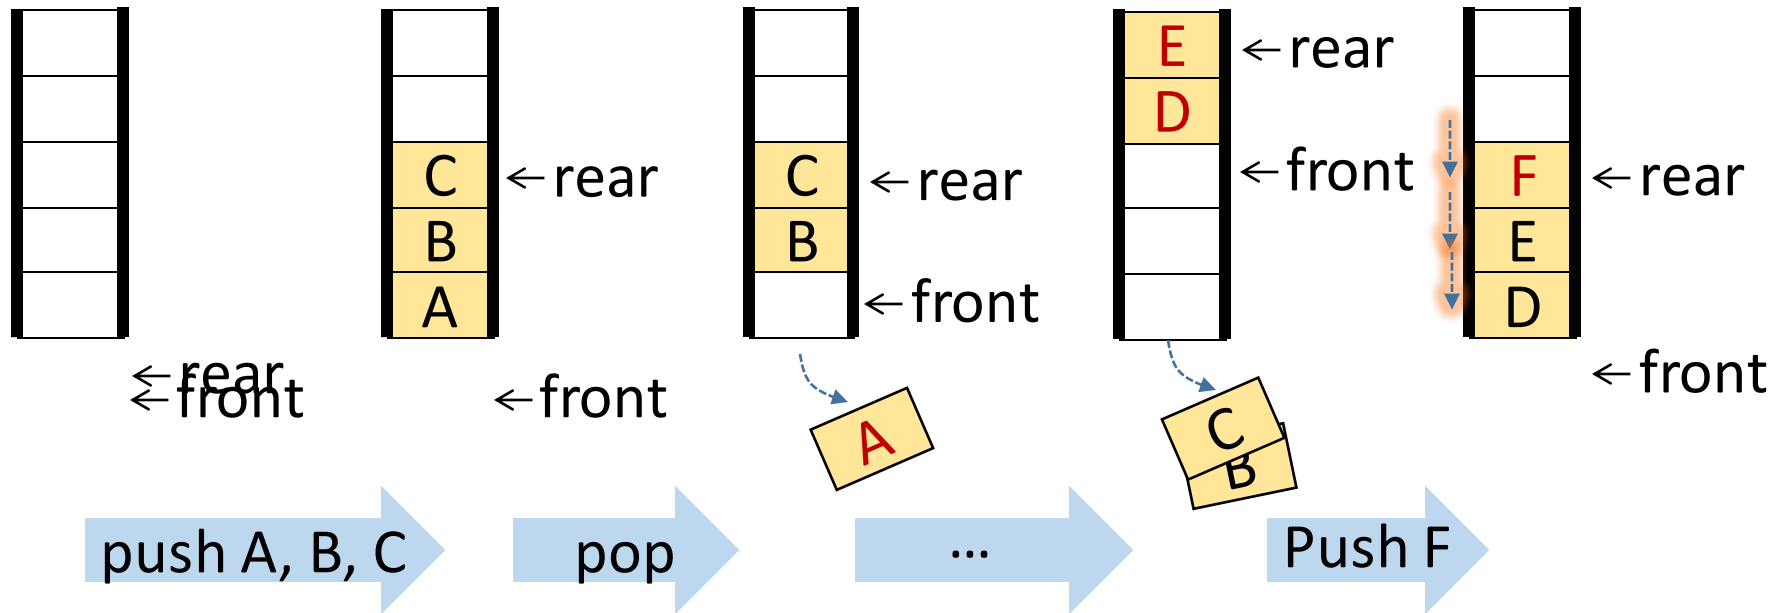 rear
front
C
B
A
rear
front
C
B
rear
front
A
E
D
rear
front
C
B
F
E
D
rear
front
push A, B, C
pop
...
Push F